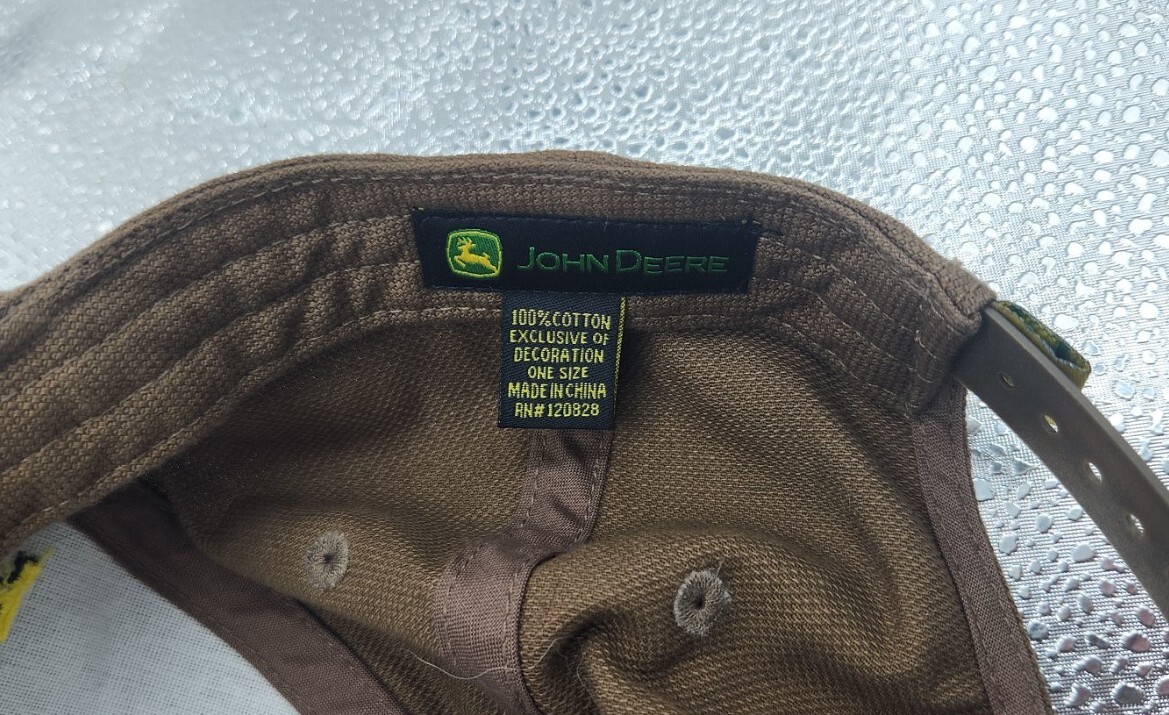 JOHN DEERE
100% COTTON
EXCLUSIVE OF
DECORATION
ONE SIZE
MADE IN CHINA
RN# 120828